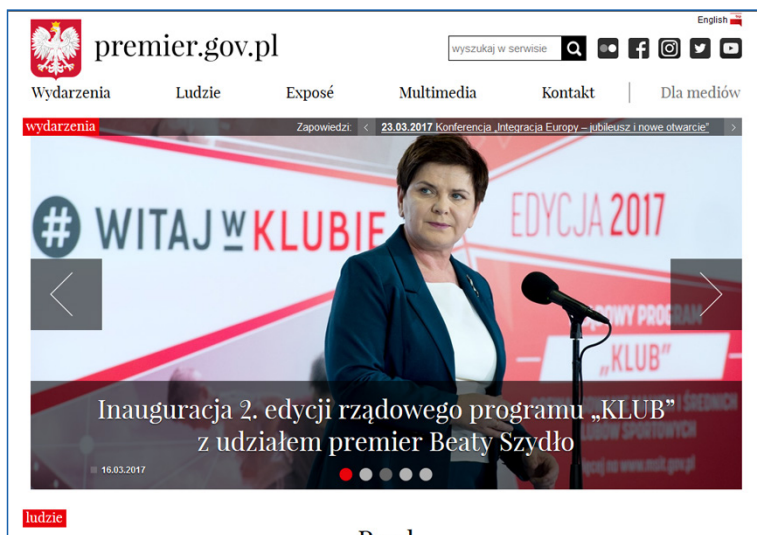 English
premier.gov.pl
wyszukaj w serwisie
Wydarzenia Ludzie Exposé Multimedia Kontakt Dla mediów
wydarzenia Zapowiedzi: < 23.03.2017 Konferencja „Integracja Europy – jubileusz i nowe otwarcie” >
# WITAJ W KLUBIE EDYCJA 2017
PROGRAM
„KLUB”
Inauguracja 2. edycji rządowego programu „KLUB”
z udziałem premier Beaty Szydło
16.03.2017
ludzie